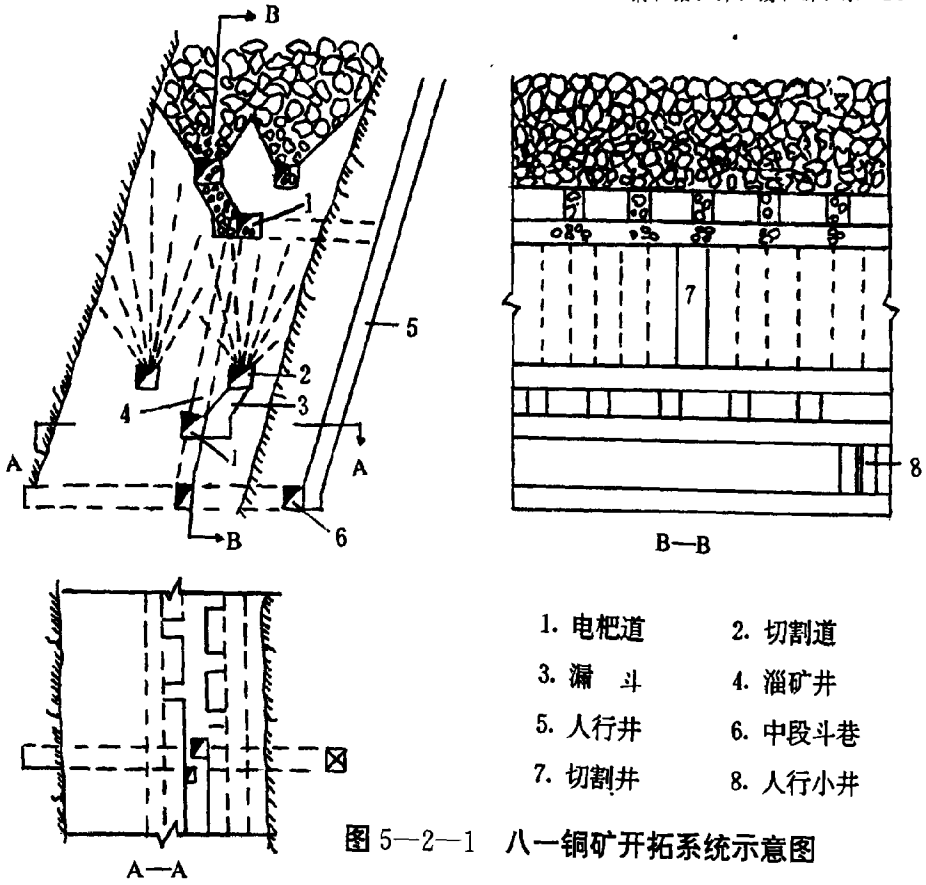 B
1
5
2
3
4
A
1
A
6
B
7
8
B—B
1. 电耙道 2. 切割道
3. 漏 斗 4. 溜矿井
5. 人行井 6. 中段斗巷
7. 切割井 8. 人行小井
A—A
图 5—2—1 八一铜矿开拓系统示意图